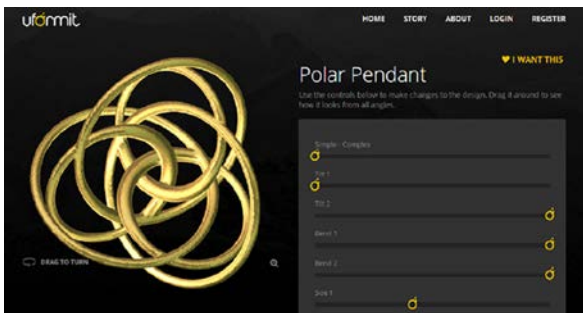 uformit
HOME STORY ABOUT LOGIN REGISTER
I WANT THIS
Polar Pendant
Use the controls below to make changes to the design. Drag it around to see
how it looks from all angles.
Simple - Complex
Tilt 1
Tilt 2
Bend 1
Bend 2
DRAG TO TURN
Size 1